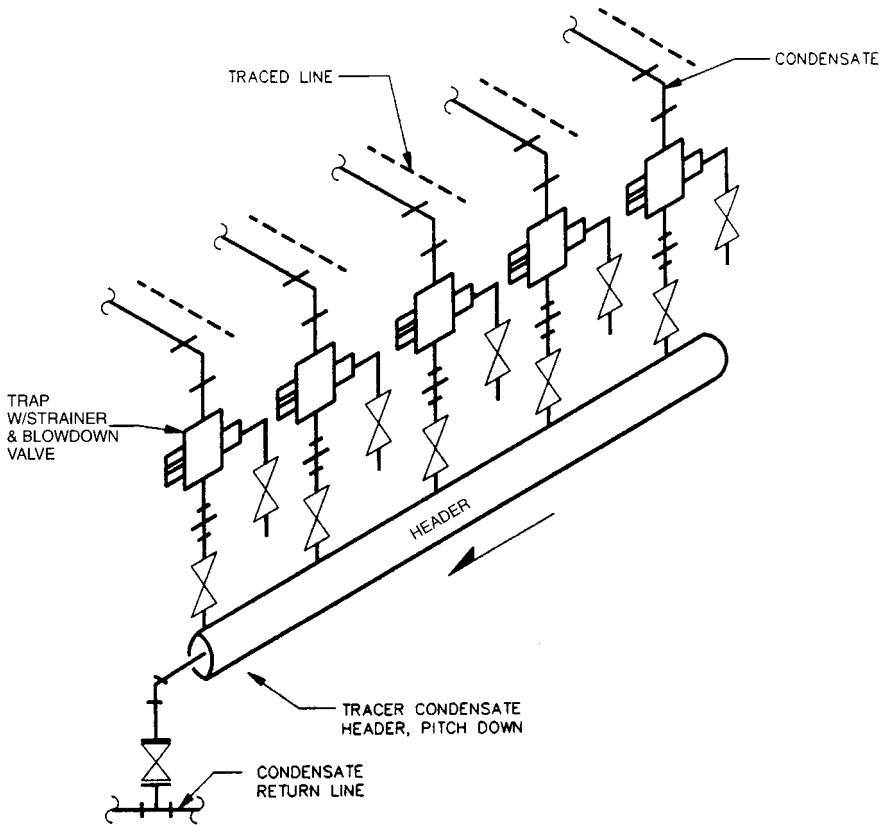 TRACED LINE
CONDENSATE
TRAP
W/STRAINER
& BLOWDOWN
VALVE
HEADER
TRACER CONDENSATE
HEADER, PITCH DOWN
CONDENSATE
RETURN LINE